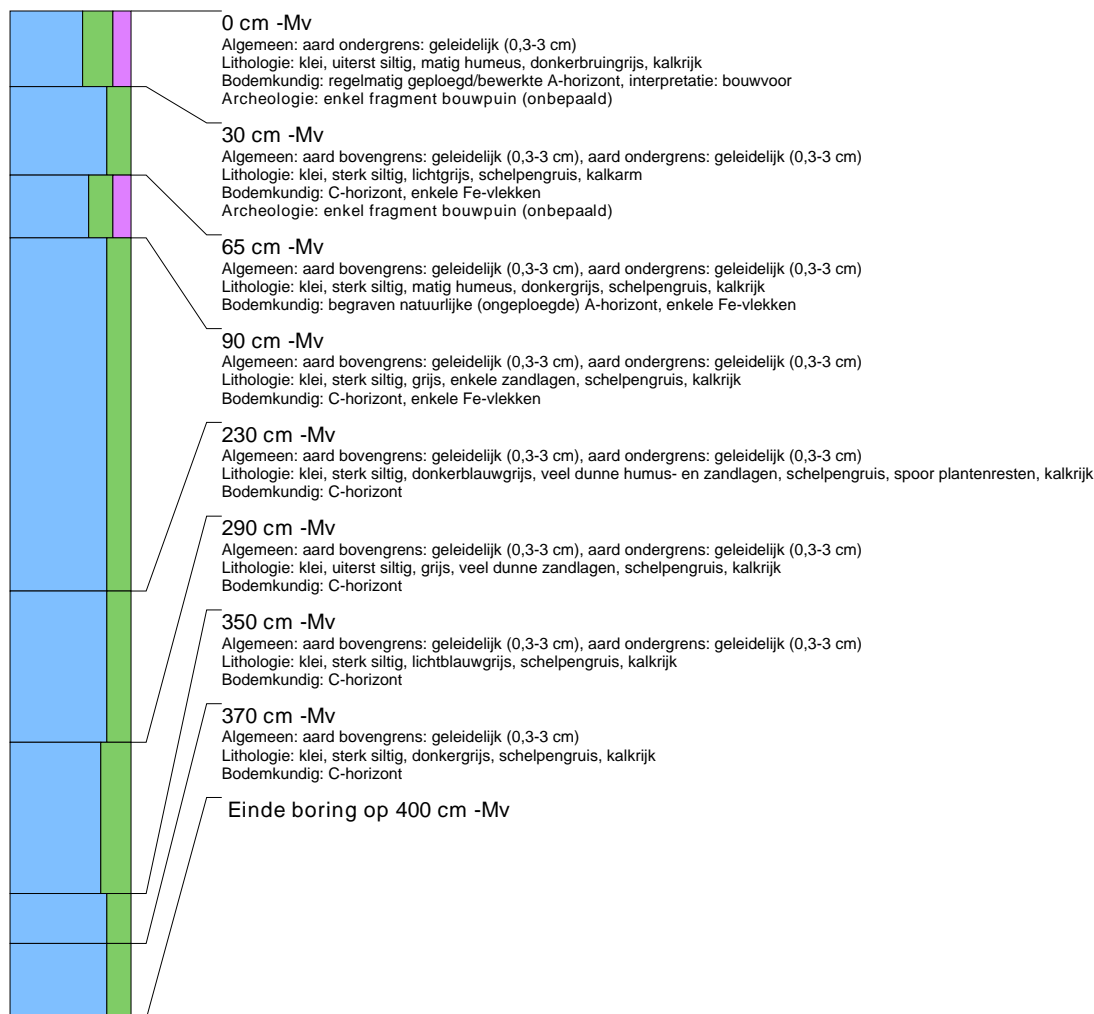 0 cm -Mv
Algemeen: aard ondergrens: geleidelijk (0,3-3 cm)
Lithologie: klei, uiterst siltig, matig humeus, donkerbruingrijs, kalkrijk
Bodemkundig: regelmatig geploegd/bewerkte A-horizont, interpretatie: bouwvoor
Archeologie: enkel fragment bouwpuin (onbepaald)
30 cm -Mv
Algemeen: aard bovengrens: geleidelijk (0,3-3 cm), aard ondergrens: geleidelijk (0,3-3 cm)
Lithologie: klei, sterk siltig, lichtgrijs, schelpengruis, kalkarm
Bodemkundig: C-horizont, enkele Fe-vlekken
Archeologie: enkel fragment bouwpuin (onbepaald)
65 cm -Mv
Algemeen: aard bovengrens: geleidelijk (0,3-3 cm), aard ondergrens: geleidelijk (0,3-3 cm)
Lithologie: klei, sterk siltig, matig humeus, donkergrijs, schelpengruis, kalkrijk
Bodemkundig: begraven natuurlijke (ongeploegde) A-horizont, enkele Fe-vlekken
90 cm -Mv
Algemeen: aard bovengrens: geleidelijk (0,3-3 cm), aard ondergrens: geleidelijk (0,3-3 cm)
Lithologie: klei, sterk siltig, grijs, enkele zandlagen, schelpengruis, kalkrijk
Bodemkundig: C-horizont, enkele Fe-vlekken
230 cm -Mv
Algemeen: aard bovengrens: geleidelijk (0,3-3 cm), aard ondergrens: geleidelijk (0,3-3 cm)
Lithologie: klei, sterk siltig, donkerblauwgrijs, veel dunne humus- en zandlagen, schelpengruis, spoor plantenresten, kalkrijk
Bodemkundig: C-horizont
290 cm -Mv
Algemeen: aard bovengrens: geleidelijk (0,3-3 cm), aard ondergrens: geleidelijk (0,3-3 cm)
Lithologie: klei, uiterst siltig, grijs, veel dunne zandlagen, schelpengruis, kalkrijk
Bodemkundig: C-horizont
350 cm -Mv
Algemeen: aard bovengrens: geleidelijk (0,3-3 cm), aard ondergrens: geleidelijk (0,3-3 cm)
Lithologie: klei, sterk siltig, lichtblauwgrijs, schelpengruis, kalkrijk
Bodemkundig: C-horizont
370 cm -Mv
Algemeen: aard bovengrens: geleidelijk (0,3-3 cm)
Lithologie: klei, sterk siltig, donkergrijs, schelpengruis, kalkrijk
Bodemkundig: C-horizont
Einde boring op 400 cm -Mv